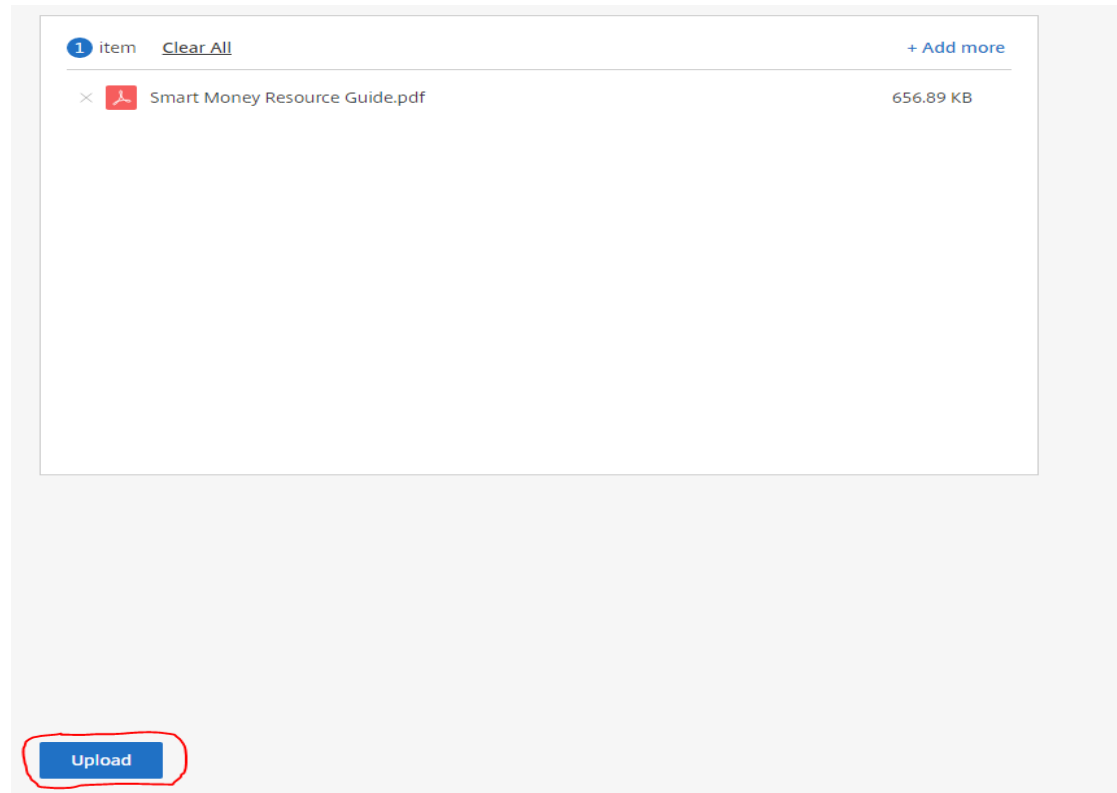 1 item Clear All + Add more
Smart Money Resource Guide.pdf 656.89 KB
Upload